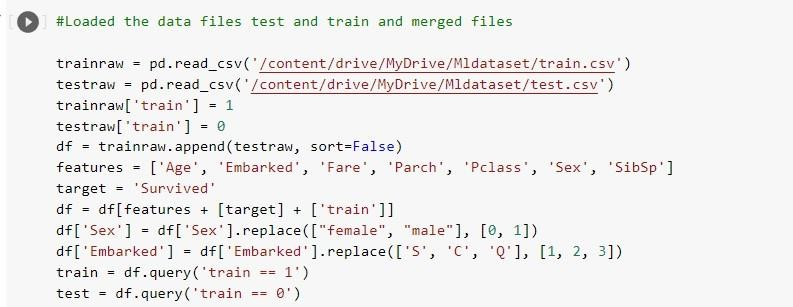 #Loaded the data files test and train and merged files
trainraw = pd.read_csv('/content/drive/MyDrive/Mldataset/train.csv')
testraw = pd.read_csv('/content/drive/MyDrive/Mldataset/test.csv')
trainraw['train'] = 1
testraw['train'] = 0
df = trainraw.append(testraw, sort=False)
features = ['Age', 'Embarked', 'Fare', 'Parch', 'Pclass', 'Sex', 'SibSp']
target = 'Survived'
df = df[features + [target] + ['train']]
df['Sex'] = df['Sex'].replace(["female", "male"], [0, 1])
df['Embarked'] = df['Embarked'].replace(['S', 'C', 'Q'], [1, 2, 3])
train = df.query('train == 1')
test = df.query('train == 0')